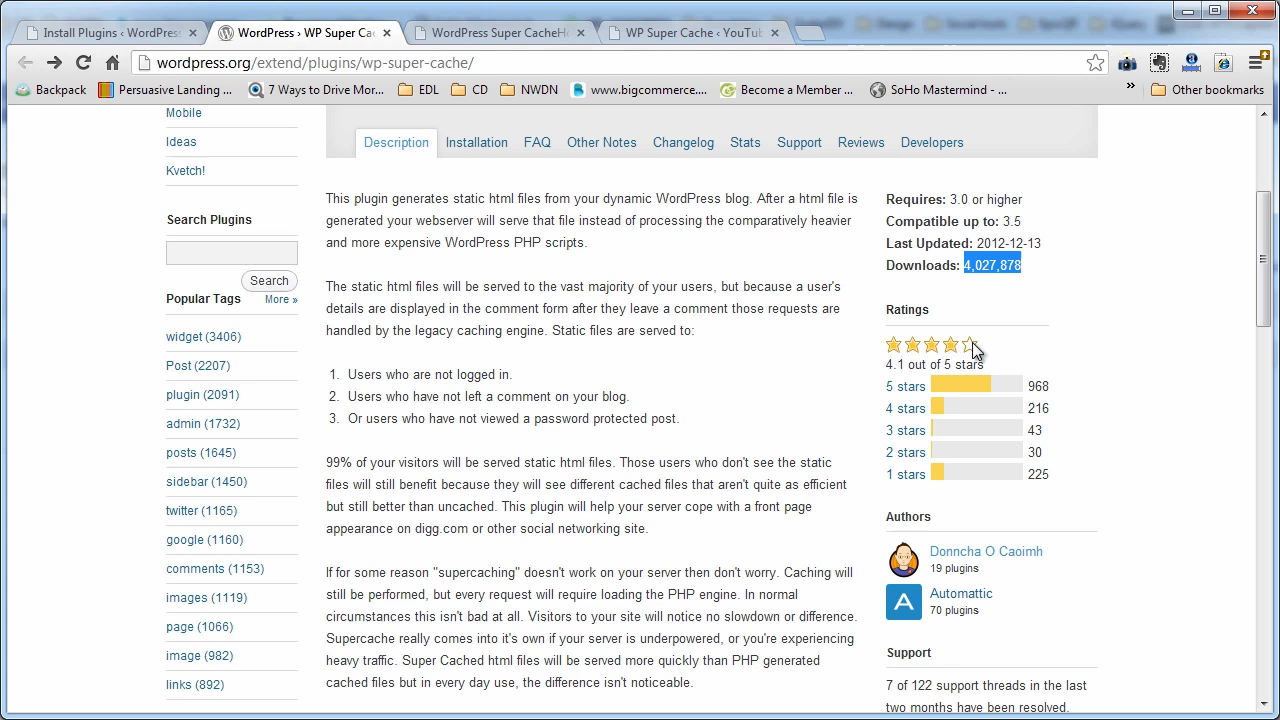 Install Plugins ‹ WordPress
WordPress › WP Super Ca
WordPress Super CacheH
WP Super Cache ‹ YouTub
wordpress.org/extend/plugins/wp-super-cache/
Backpack
Persuasive Landing ...
7 Ways to Drive Mor...
EDL
CD
NWDN
www.bigcommerce....
Become a Member ...
SoHo Mastermind - ...
»
Other bookmarks
Mobile
Ideas
Kvetch!
Search Plugins
Search
Popular Tags
More »
widget (3406)
Post (2207)
plugin (2091)
admin (1732)
posts (1645)
sidebar (1450)
twitter (1165)
google (1160)
comments (1153)
images (1119)
page (1066)
image (982)
links (892)
Description
Installation
FAQ
Other Notes
Changelog
Stats
Support
Reviews
Developers
This plugin generates static html files from your dynamic WordPress blog. After a html file is
generated your webserver will serve that file instead of processing the comparatively heavier
and more expensive WordPress PHP scripts.
The static html files will be served to the vast majority of your users, but because a user's
details are displayed in the comment form after they leave a comment those requests are
handled by the legacy caching engine. Static files are served to:
1. Users who are not logged in.
2. Users who have not left a comment on your blog.
3. Or users who have not viewed a password protected post.
99% of your visitors will be served static html files. Those users who don't see the static
files will still benefit because they will see different cached files that aren't quite as efficient
but still better than uncached. This plugin will help your server cope with a front page
appearance on digg.com or other social networking site.
If for some reason "supercaching" doesn't work on your server then don't worry. Caching will
still be performed, but every request will require loading the PHP engine. In normal
circumstances this isn't bad at all. Visitors to your site will notice no slowdown or difference.
Supercache really comes into it's own if your server is underpowered, or you're experiencing
heavy traffic. Super Cached html files will be served more quickly than PHP generated
cached files but in every day use, the difference isn't noticeable.
Requires: 3.0 or higher
Compatible up to: 3.5
Last Updated: 2012-12-13
Downloads: 4,027,878
Ratings
4.1 out of 5 stars
5 stars 968
4 stars 216
3 stars 43
2 stars 30
1 stars 225
Authors
Donncha O Caoimh
19 plugins
A
Automattic
70 plugins
Support
7 of 122 support threads in the last
two months have been resolved.